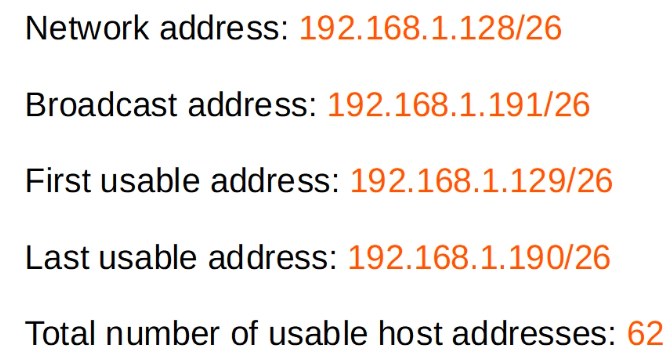 Network address: 192.168.1.128/26
Broadcast address: 192.168.1.191/26
First usable address: 192.168.1.129/26
Last usable address: 192.168.1.190/26
Total number of usable host addresses: 62